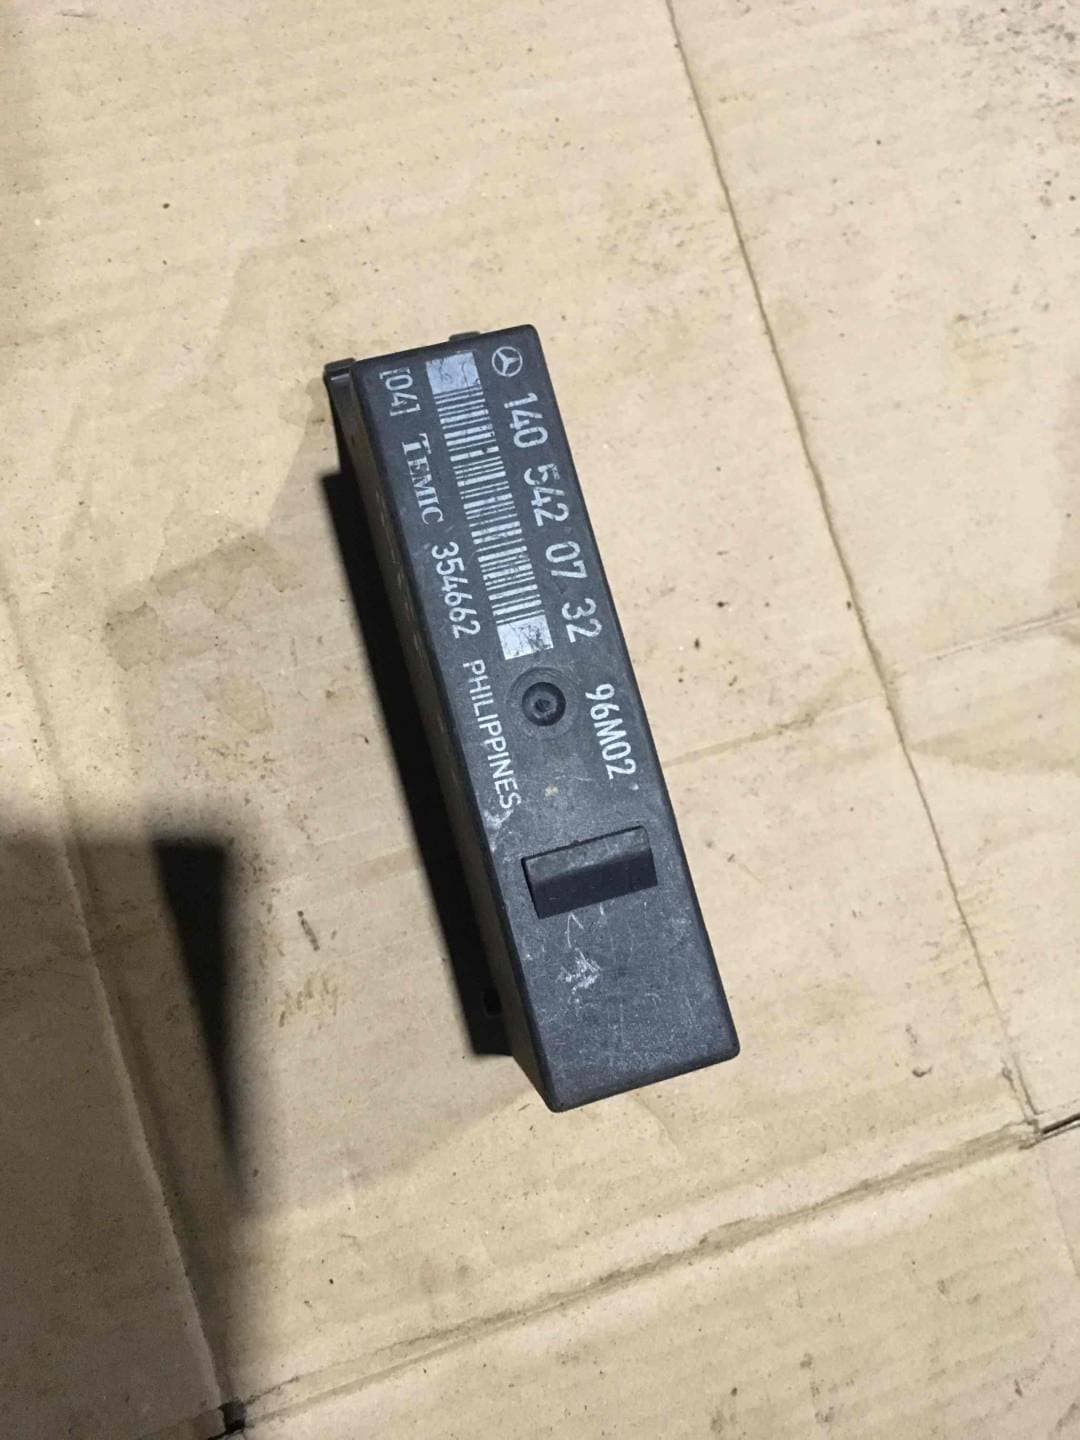 140 542 07 32 96M02
[04] TEMIC 354662 PHILIPPINES